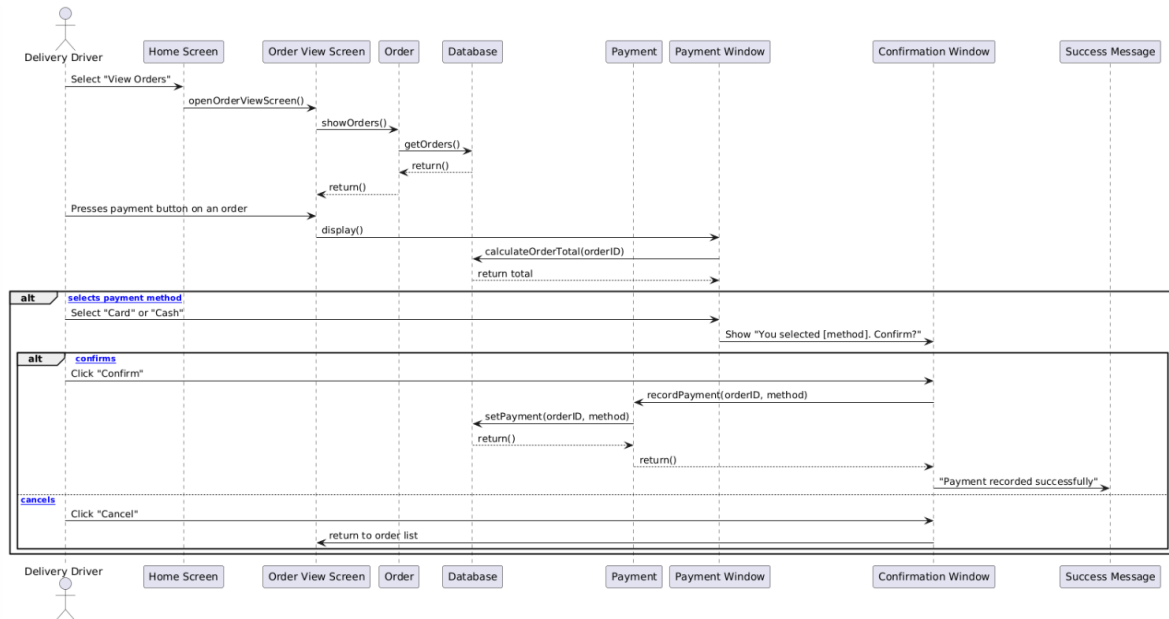 Delivery Driver
Home Screen
Order View Screen
Order
Database
Payment
Payment Window
Confirmation Window
Success Message
Select "View Orders"
openOrderViewScreen()
showOrders()
getOrders()
return()
return()
Presses payment button on an order
display()
calculateOrderTotal(orderID)
return total
alt
selects payment method
Select "Card" or "Cash"
Show "You selected [method]. Confirm?"
alt
confirms
Click "Confirm"
recordPayment(orderID, method)
setPayment(orderID, method)
return()
return()
"Payment recorded successfully"
cancels
Click "Cancel"
return to order list
Delivery Driver
Home Screen
Order View Screen
Order
Database
Payment
Payment Window
Confirmation Window
Success Message